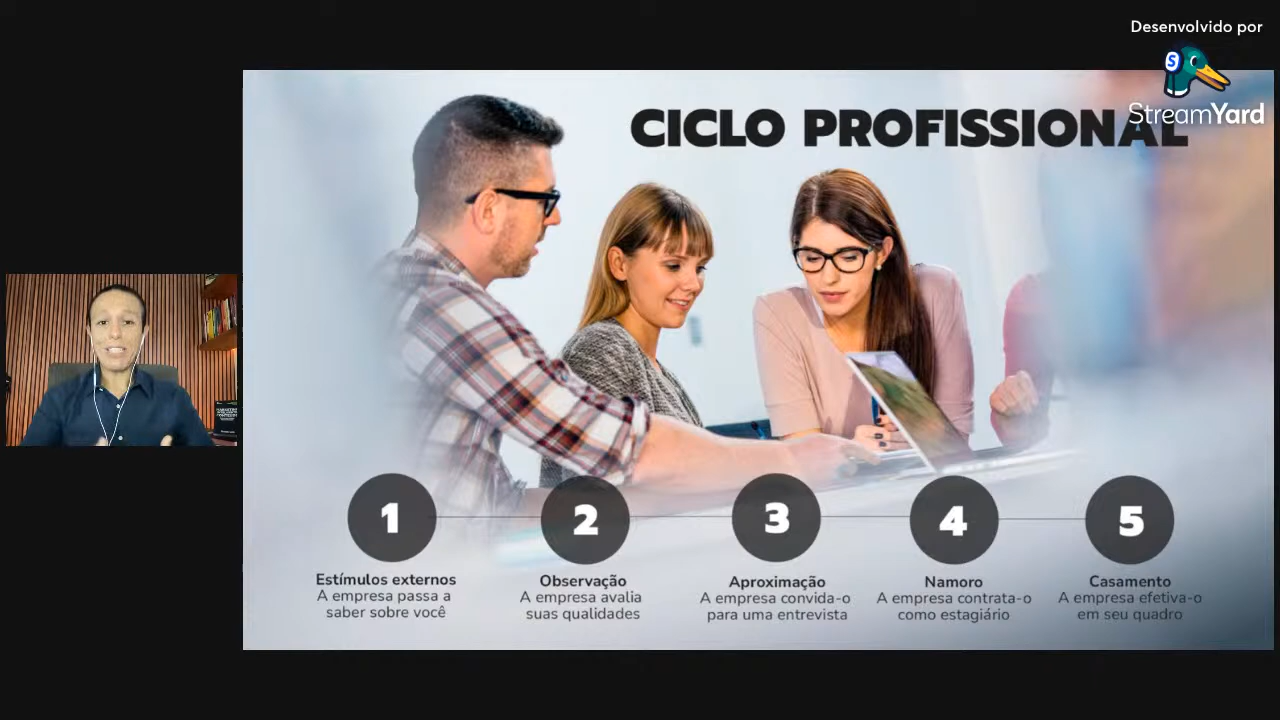 Desenvolvido por
StreamYard
CICLO PROFISSIONAL
1
2
3
4
5
Estímulos externos
A empresa passa a
saber sobre você
Observação
A empresa avalia
suas qualidades
Aproximação
A empresa convida-o
para uma entrevista
Namoro
A empresa contrata-o
como estagiário
Casamento
A empresa efetiva-o
em seu quadro